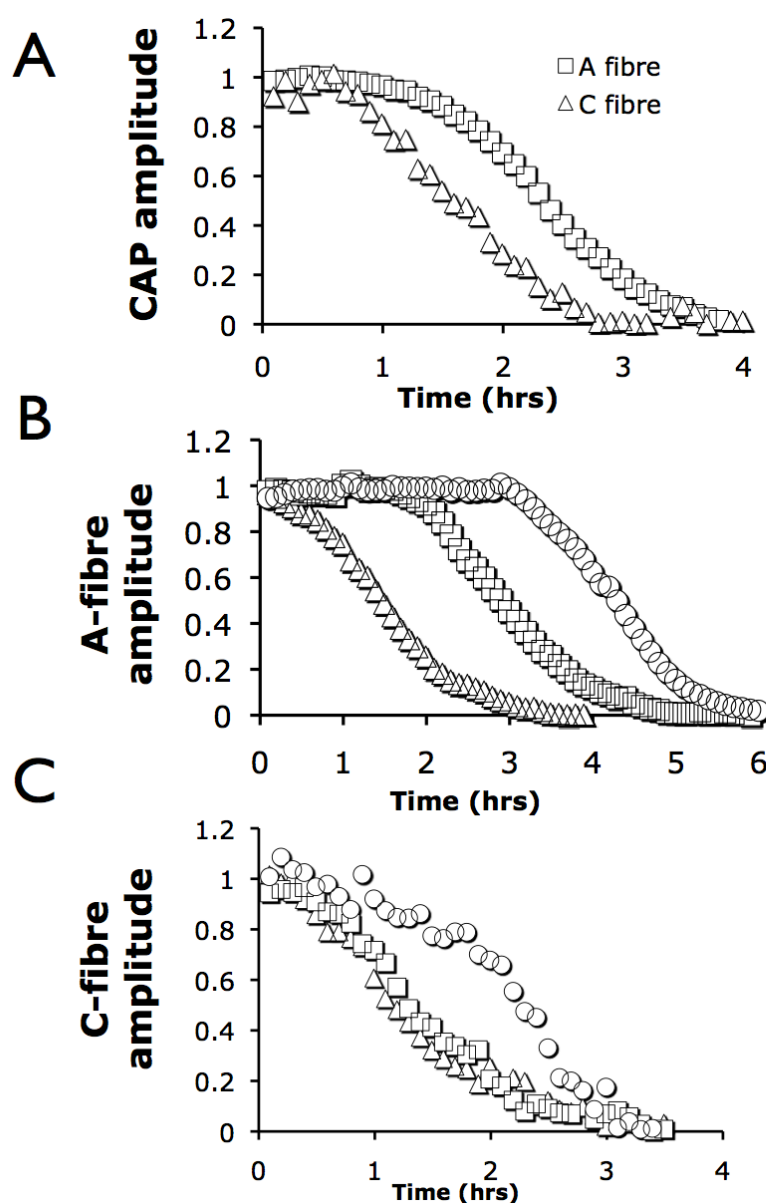 A
CAP amplitude
1.2
1
0.8
0.6
0.4
0.2
0
A fibre
C fibre
0 1 2 3 4
Time (hrs)
B
A-fibre
amplitude
1.2
1
0.8
0.6
0.4
0.2
0
0 1 2 3 4 5 6
Time (hrs)
C
C-fibre
amplitude
1.2
1
0.8
0.6
0.4
0.2
0
0 1 2 3 4
Time (hrs)